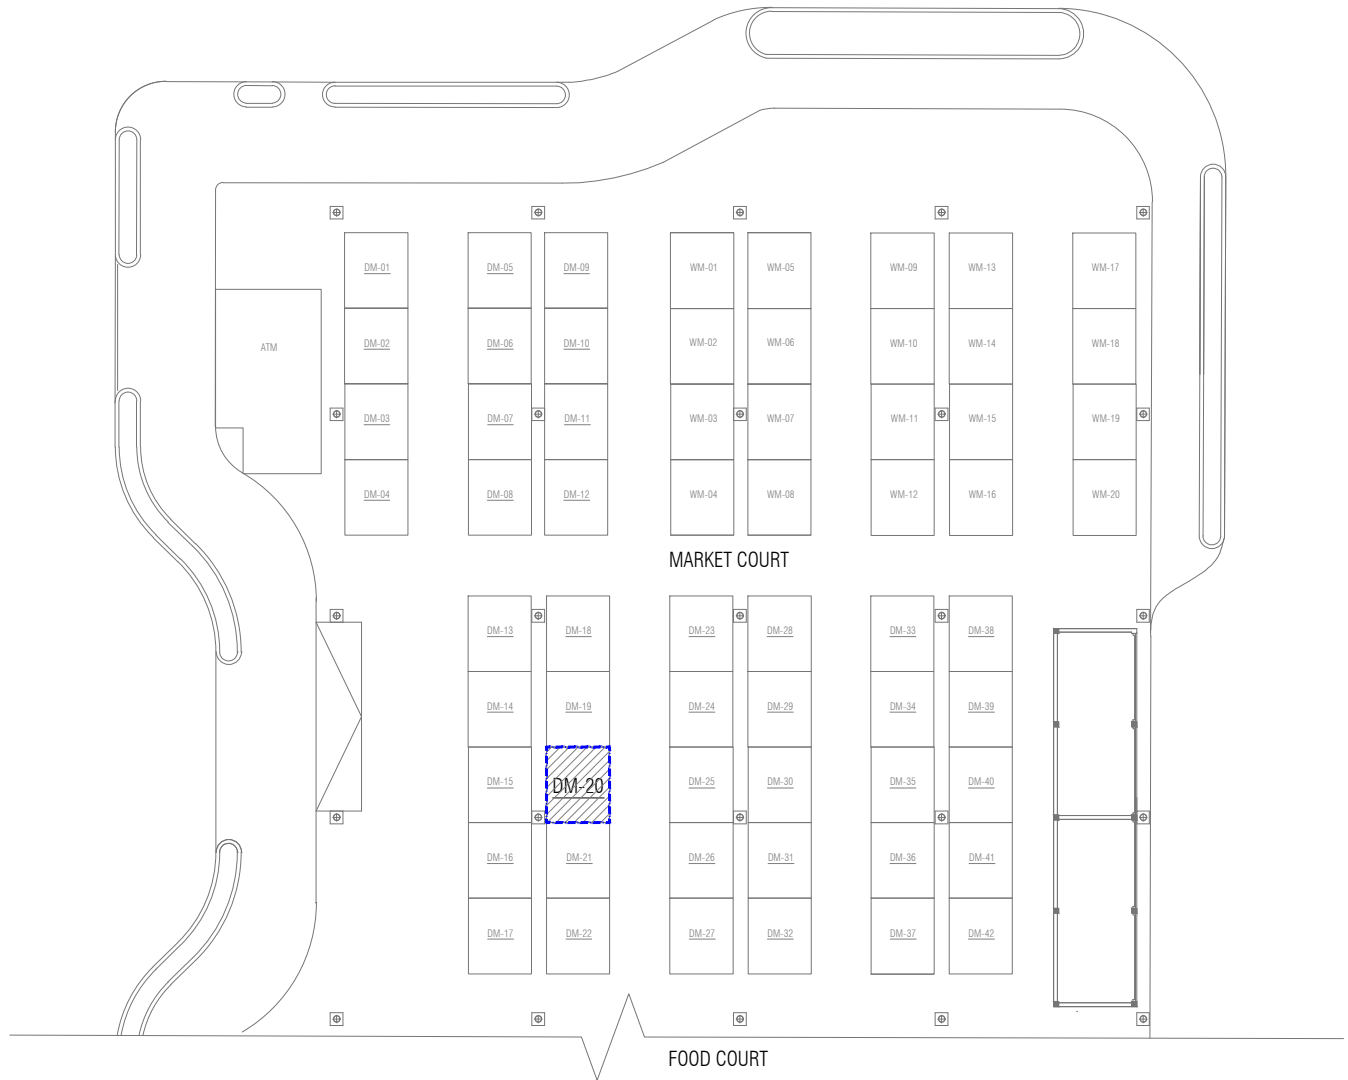 DM-01 DM-05 DM-09 WM-01 WM-05 WM-09 WM-13 WM-17
ATM DM-02 DM-06 DM-10 WM-02 WM-06 WM-10 WM-14 WM-18
DM-03 DM-07 DM-11 WM-03 WM-07 WM-11 WM-15 WM-19
DM-04 DM-08 DM-12 WM-04 WM-08 WM-12 WM-16 WM-20
MARKET COURT
DM-13 DM-18 DM-23 DM-28 DM-33 DM-38
DM-14 DM-19 DM-24 DM-29 DM-34 DM-39
DM-15 DM-20 DM-25 DM-30 DM-35 DM-40
DM-16 DM-21 DM-26 DM-31 DM-36 DM-41
DM-17 DM-22 DM-27 DM-32 DM-37 DM-42
FOOD COURT